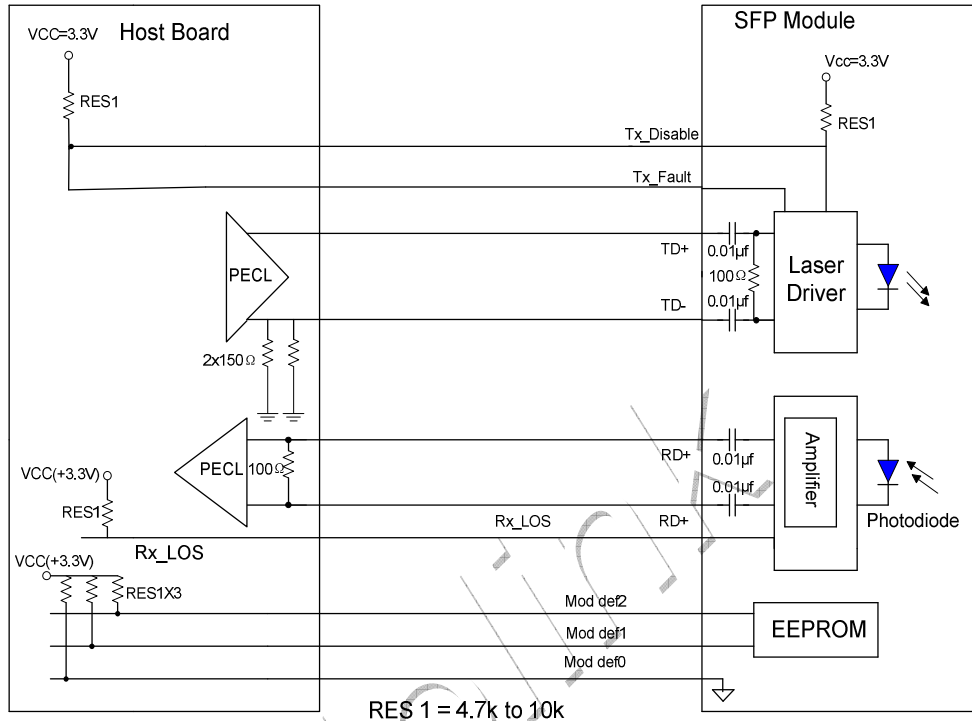 Host Board
SFP Module
VCC=3.3V
Vcc=3.3V
RES1
RES1
Tx_Disable
Tx_Fault
PECL
TD+
0.01µf
100Ω
0.01µf
TD-
Laser
Driver
2x150Ω
PECL
100Ω
RD+
0.01µf
0.01µf
RD+
Amplifier
Photodiode
VCC(+3.3V)
RES1
Rx_LOS
Rx_LOS
VCC(+3.3V)
RES1X3
Mod def2
Mod def1
Mod def0
EEPROM
RES 1 = 4.7k to 10k